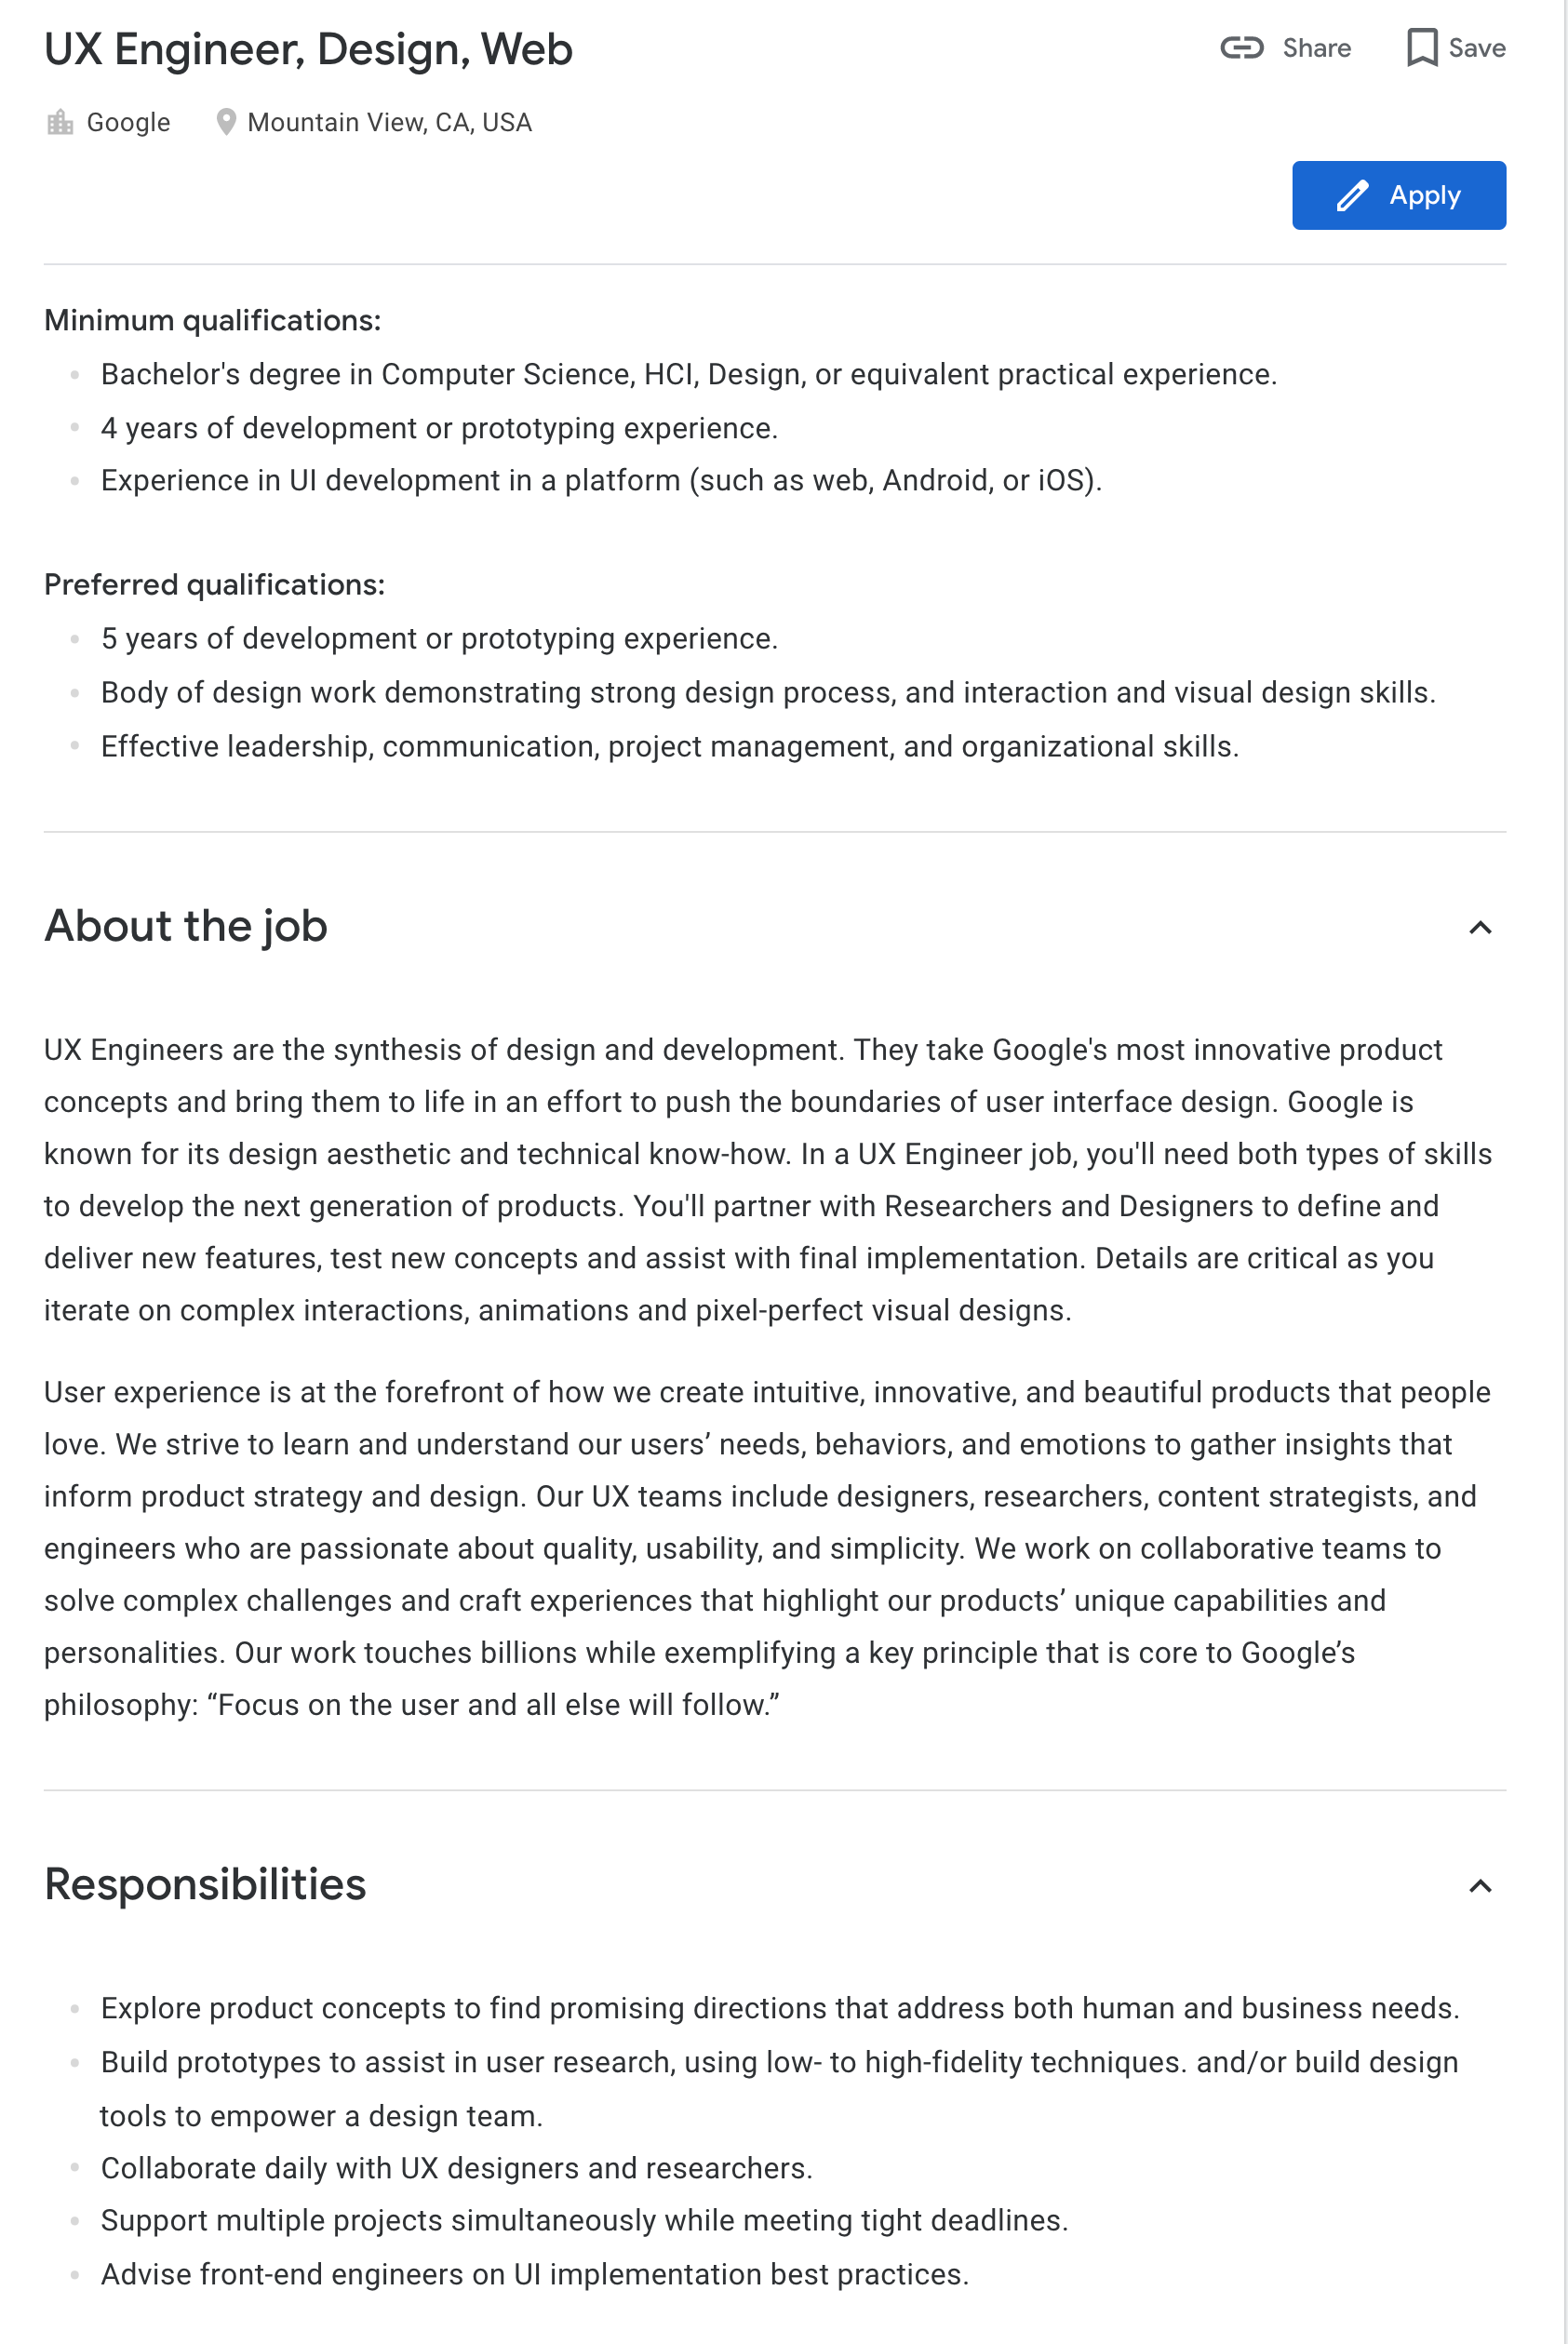 UX Engineer, Design, Web
Share
Save
Google
Mountain View, CA, USA
Apply
Minimum qualifications:
Bachelor's degree in Computer Science, HCI, Design, or equivalent practical experience.
4 years of development or prototyping experience.
Experience in UI development in a platform (such as web, Android, or iOS).
Preferred qualifications:
5 years of development or prototyping experience.
Body of design work demonstrating strong design process, and interaction and visual design skills.
Effective leadership, communication, project management, and organizational skills.
About the job
UX Engineers are the synthesis of design and development. They take Google's most innovative product
concepts and bring them to life in an effort to push the boundaries of user interface design. Google is
known for its design aesthetic and technical know-how. In a UX Engineer job, you'll need both types of skills
to develop the next generation of products. You'll partner with Researchers and Designers to define and
deliver new features, test new concepts and assist with final implementation. Details are critical as you
iterate on complex interactions, animations and pixel-perfect visual designs.
User experience is at the forefront of how we create intuitive, innovative, and beautiful products that people
love. We strive to learn and understand our users’ needs, behaviors, and emotions to gather insights that
inform product strategy and design. Our UX teams include designers, researchers, content strategists, and
engineers who are passionate about quality, usability, and simplicity. We work on collaborative teams to
solve complex challenges and craft experiences that highlight our products’ unique capabilities and
personalities. Our work touches billions while exemplifying a key principle that is core to Google’s
philosophy: “Focus on the user and all else will follow.”
Responsibilities
Explore product concepts to find promising directions that address both human and business needs.
Build prototypes to assist in user research, using low- to high-fidelity techniques. and/or build design
tools to empower a design team.
Collaborate daily with UX designers and researchers.
Support multiple projects simultaneously while meeting tight deadlines.
Advise front-end engineers on UI implementation best practices.